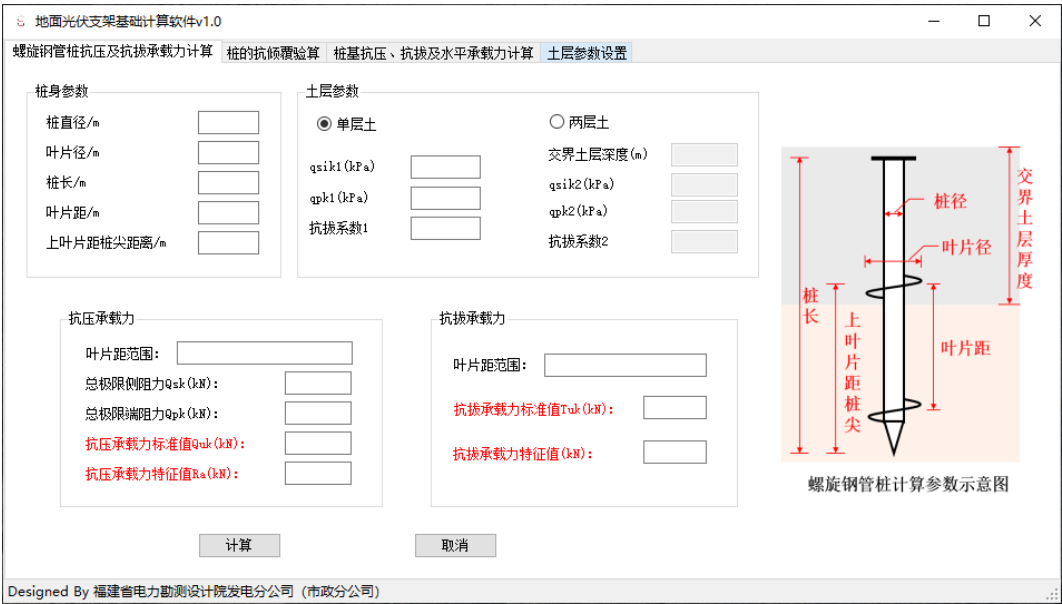 地面光伏支架基础计算软件v1.0
螺旋钢管桩抗压及抗拔承载力计算 桩的抗倾覆验算 桩基抗压、抗拔及水平承载力计算 土层参数设置
桩身参数
桩直径/m
叶片径/m
桩长/m
叶片距/m
上叶片距桩尖距离/m
土层参数
单层土
qsik1(kPa)
qpk1(kPa)
抗拔系数1
两层土
交界土层深度(m)
qsik2(kPa)
qpk2(kPa)
抗拔系数2
抗压承载力
叶片距范围:
总极限侧阻力Qsk(kN):
总极限端阻力Qpk(kN):
抗压承载力标准值Quk(kN):
抗压承载力特征值Ra(kN):
抗拔承载力
叶片距范围:
抗拔承载力标准值Tuk(kN):
抗拔承载力特征值(kN):
桩径
叶片径
交界土层厚度
桩长
上叶片距桩尖
叶片距
螺旋钢管桩计算参数示意图
计算
取消
Designed By 福建省电力勘测设计院发电分公司（市政分公司）